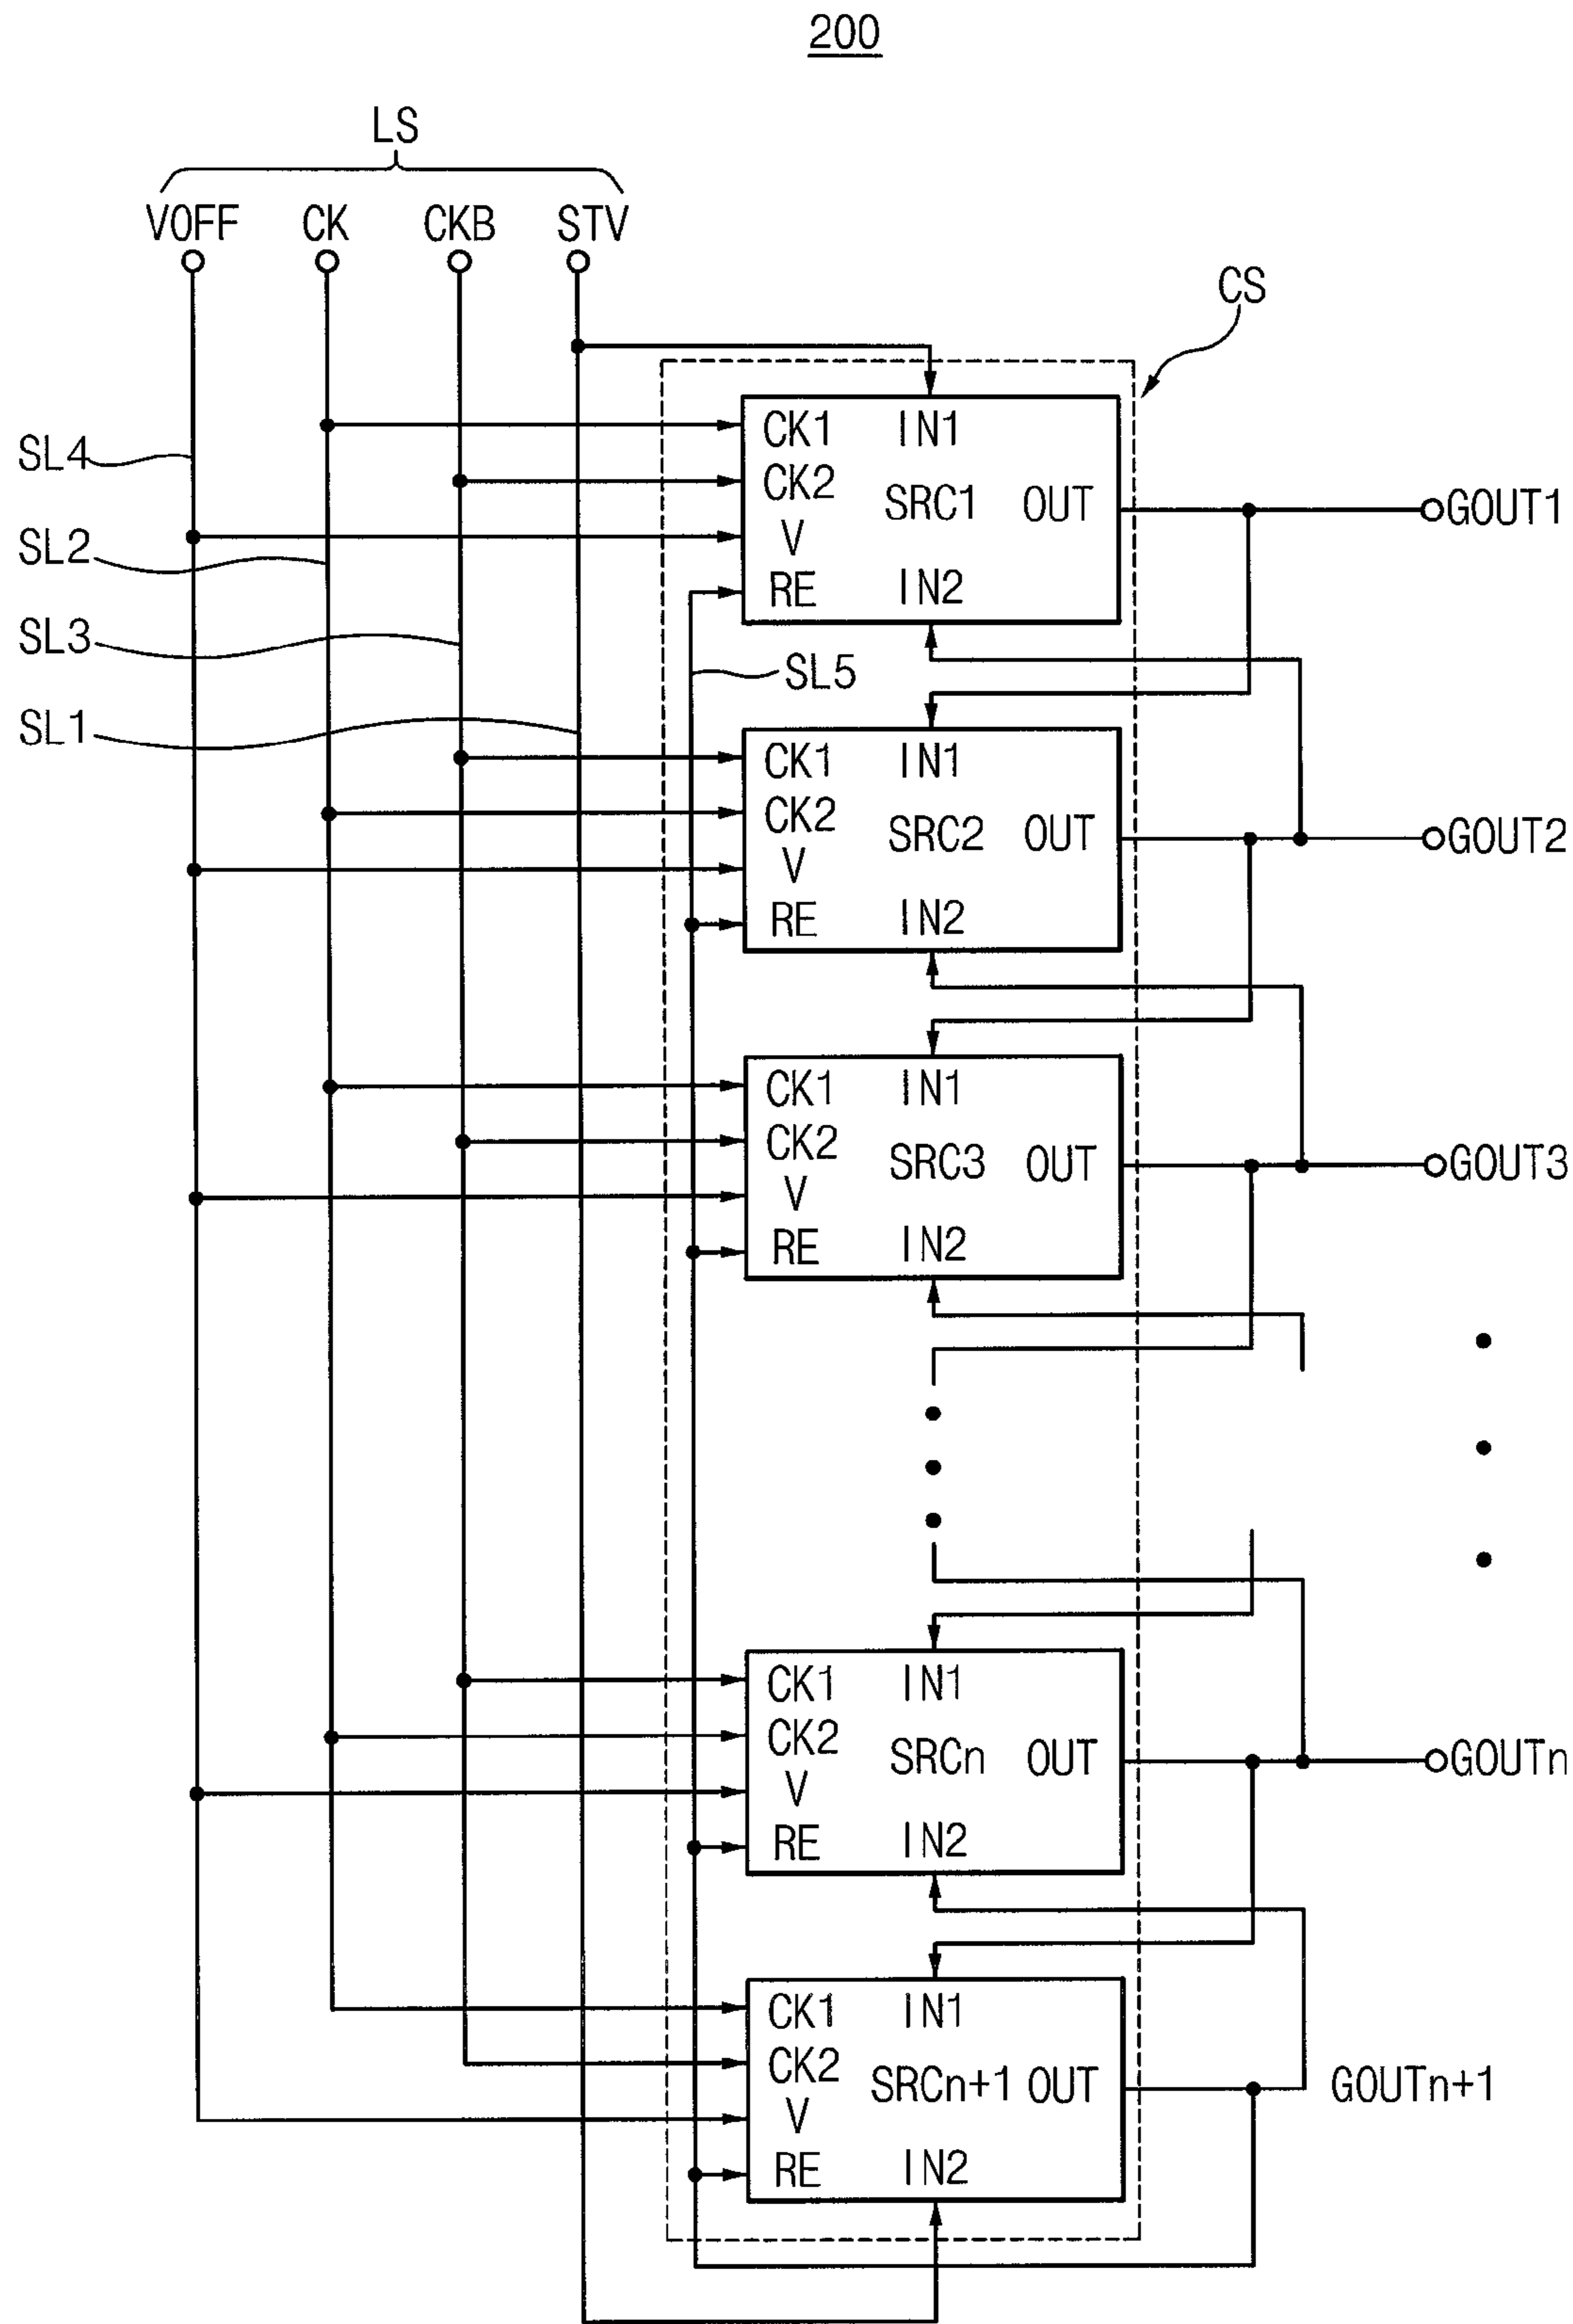 200
LS
VOFF CK CKB STV
CS
SL4
SL2
SL3
SL1
SL5
CK1 IN1
CK2 SRC1 OUT
V
RE IN2
GOUT1
CK1 IN1
CK2 SRC2 OUT
V
RE IN2
GOUT2
CK1 IN1
CK2 SRC3 OUT
V
RE IN2
GOUT3
CK1 IN1
CK2 SRCn OUT
V
RE IN2
GOUTn
CK1 IN1
CK2 SRCn+1 OUT
V
RE IN2
GOUTn+1